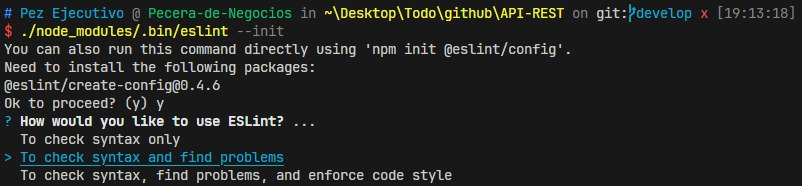 # Pez Ejecutivo @ Pecera-de-Negocios in ~\Desktop\Todo\github\API-REST on git:develop x [19:13:18]
$ ./node_modules/.bin/eslint --init
You can also run this command directly using 'npm init @eslint/config'.
Need to install the following packages:
@eslint/create-config@0.4.6
Ok to proceed? (y) y
? How would you like to use ESLint? ...
To check syntax only
> To check syntax and find problems
To check syntax, find problems, and enforce code style